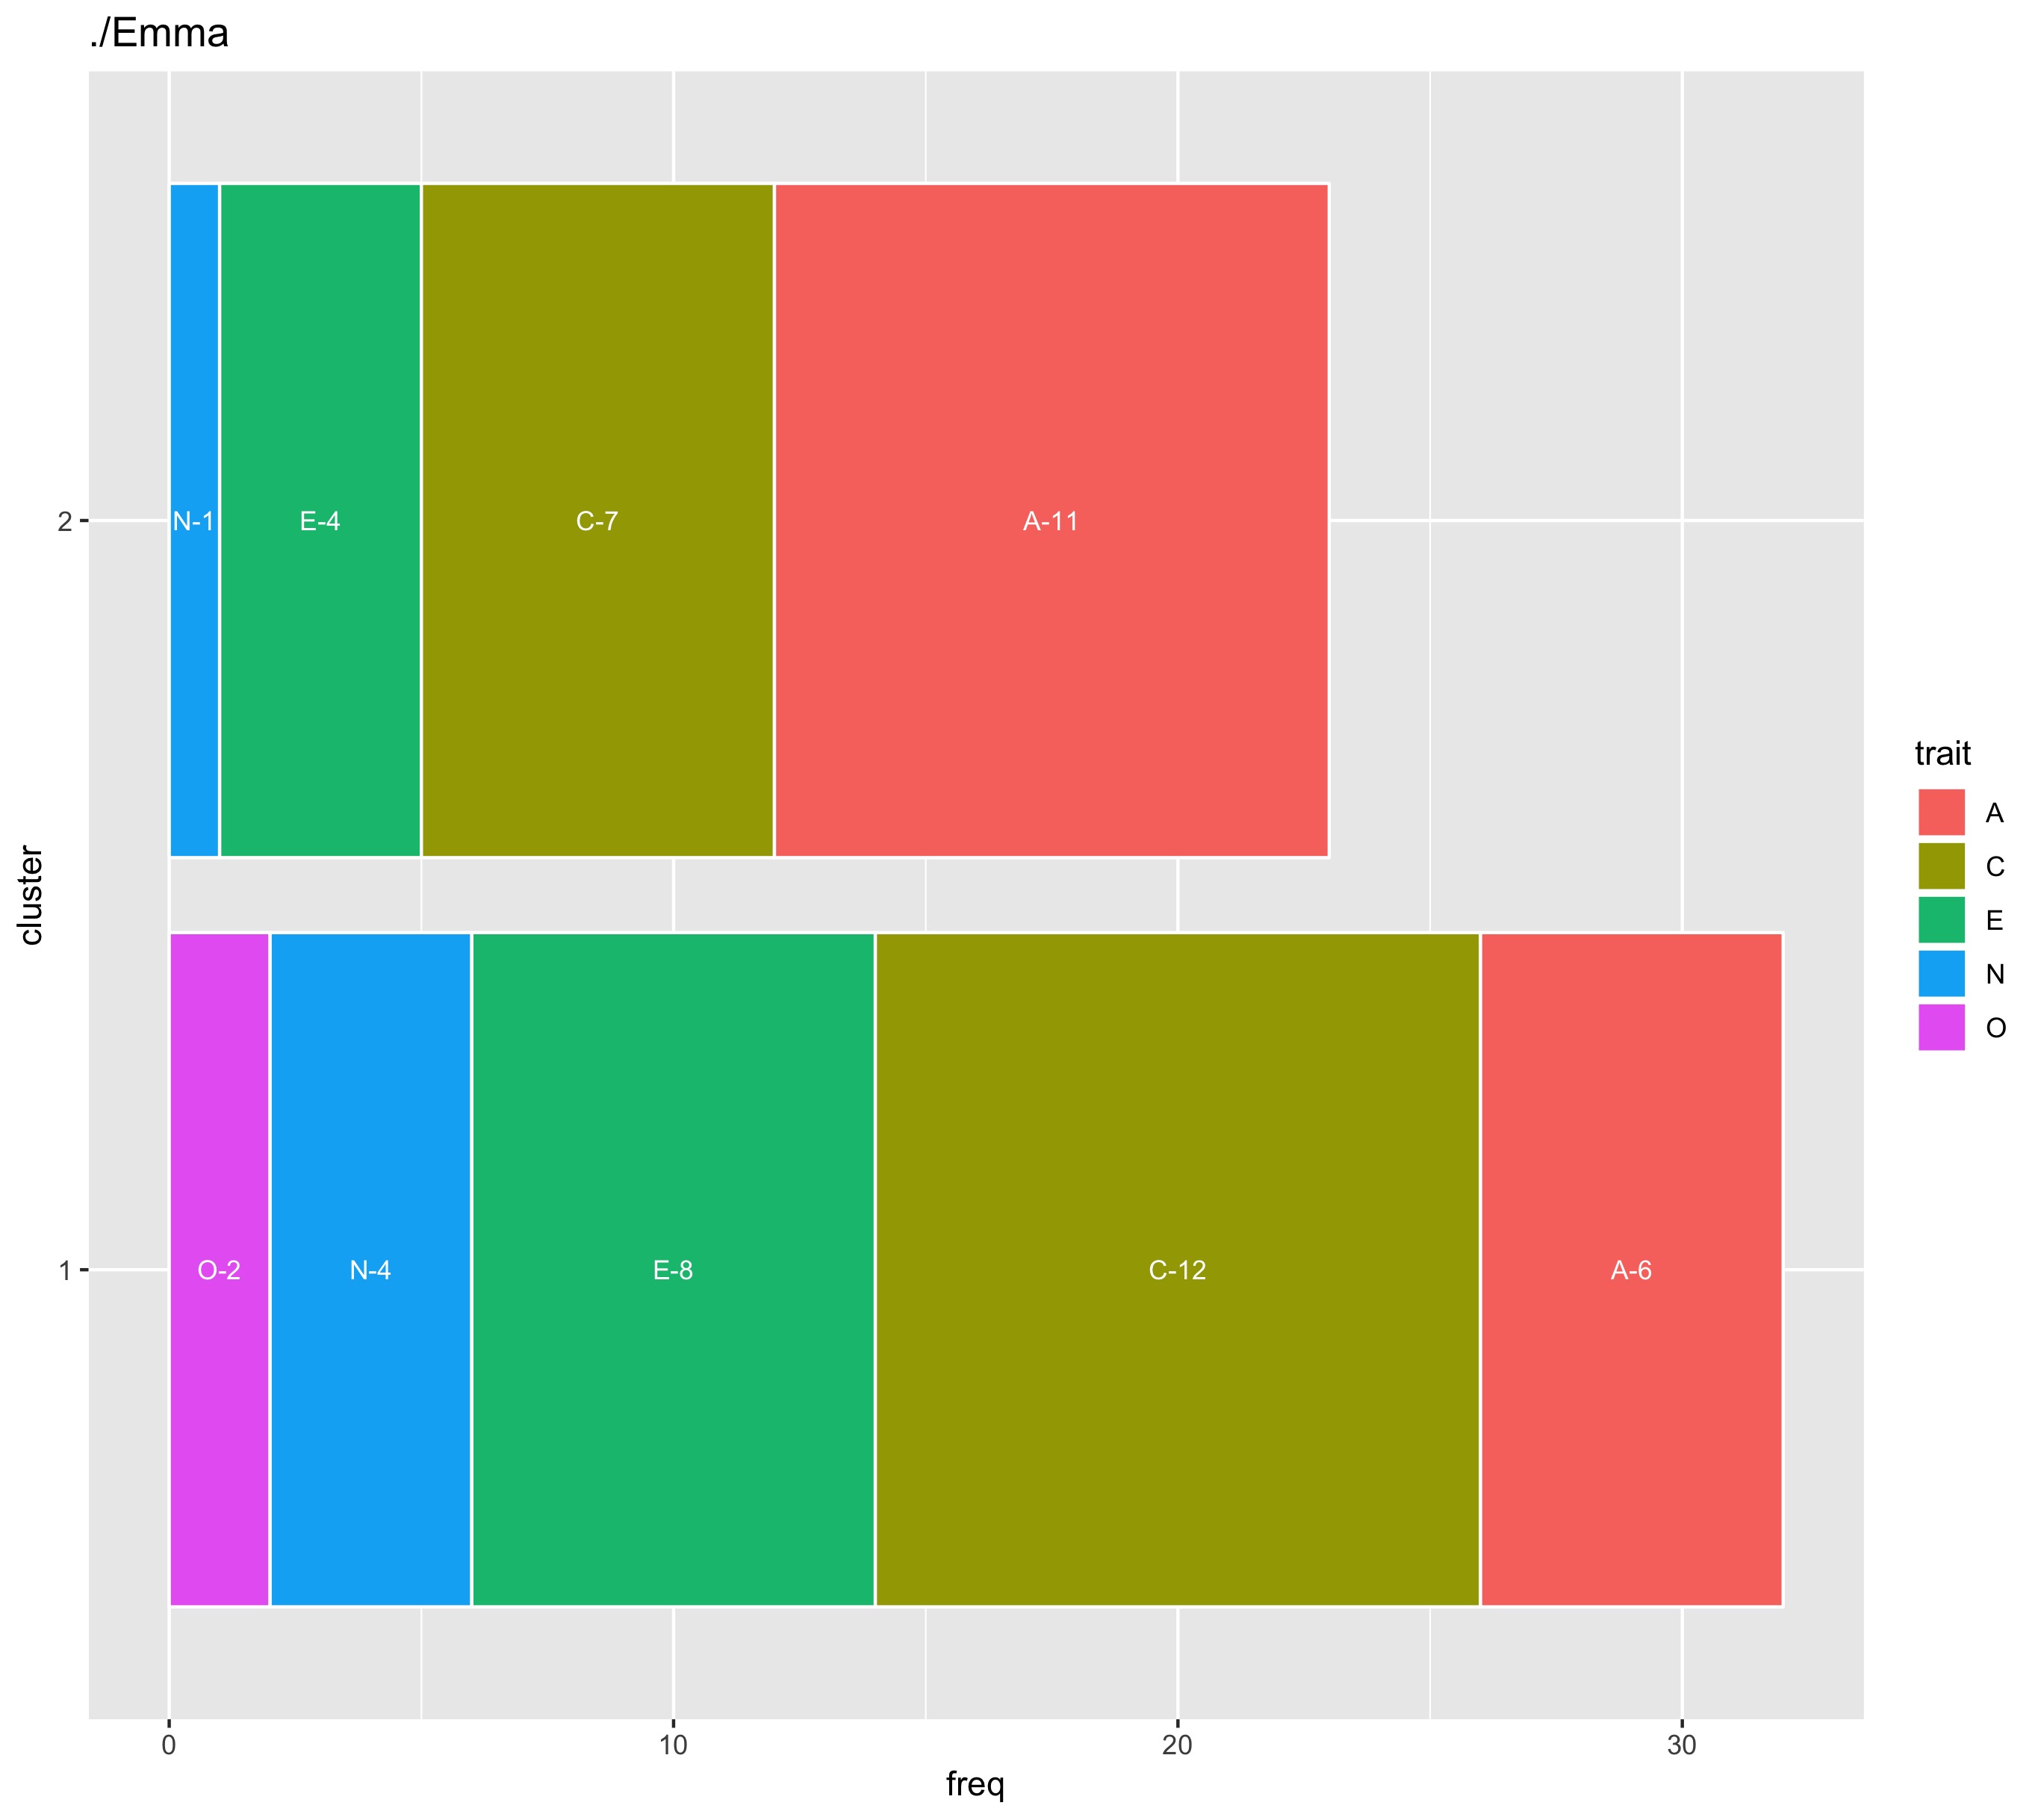 ./Emma
cluster
2
N-1 E-4 C-7 A-11
1
O-2 N-4 E-8 C-12 A-6
0 10 20 30
freq
trait
A
C
E
N
O